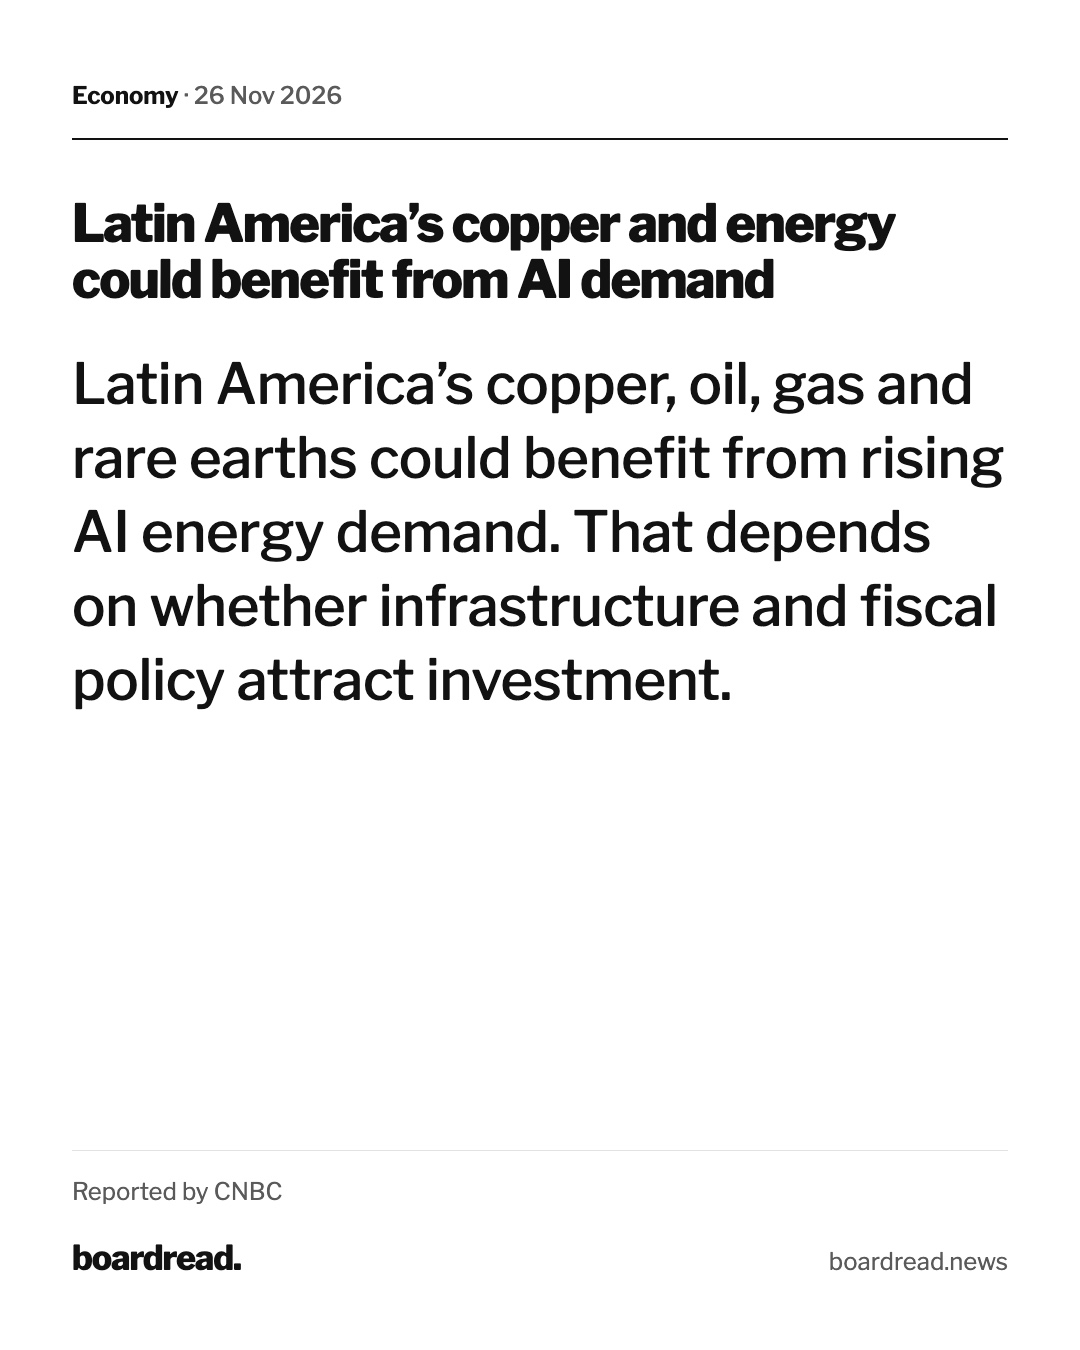 Economy · 26 Nov 2026
Latin America’s copper and energy
could benefit from AI demand
Latin America’s copper, oil, gas and
rare earths could benefit from rising
AI energy demand. That depends
on whether infrastructure and fiscal
policy attract investment.
Reported by CNBC
boardread.
boardread.news